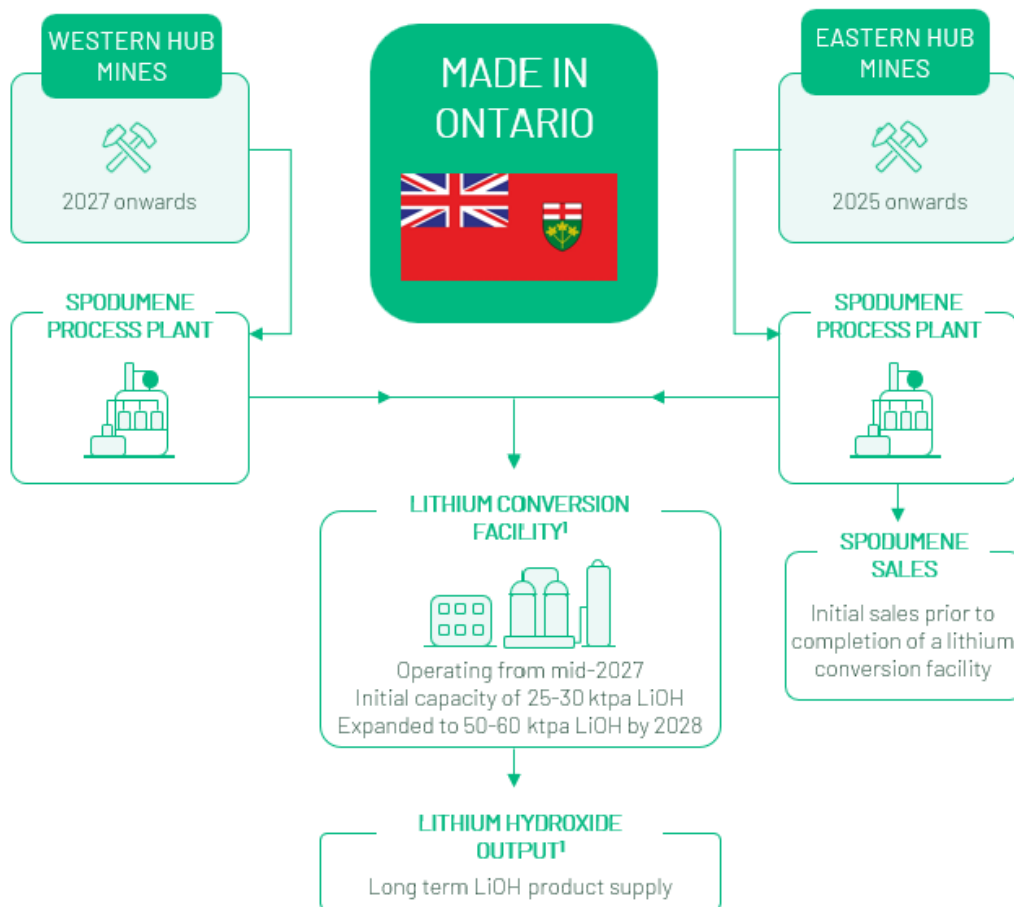 WESTERN HUB
MINES
2027 onwards
MADE IN
ONTARIO
EASTERN HUB
MINES
2025 onwards
SPODUMENE
PROCESS PLANT
SPODUMENE
PROCESS PLANT
LITHIUM CONVERSION
FACILITY¹
Operating from mid-2027
Initial capacity of 25-30 ktpa LiOH
Expanded to 50-60 ktpa LiOH by 2028
SPODUMENE
SALES
Initial sales prior to
completion of a lithium
conversion facility
LITHIUM HYDROXIDE
OUTPUT¹
Long term LiOH product supply